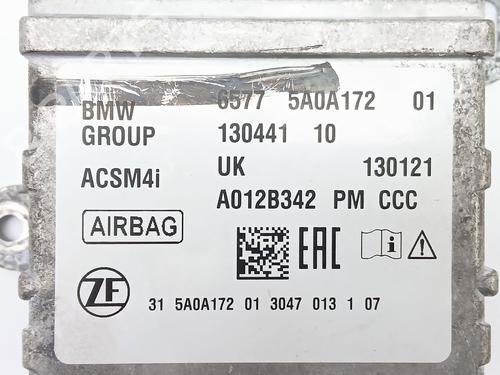 BMW 6577 5A0A172 01
GROUP 130441 10
ACSM4i UK 130121
A012B342 PM CCC
AIRBAG
EAC
ZF
31 5A0A172 01 3047 013 1 07